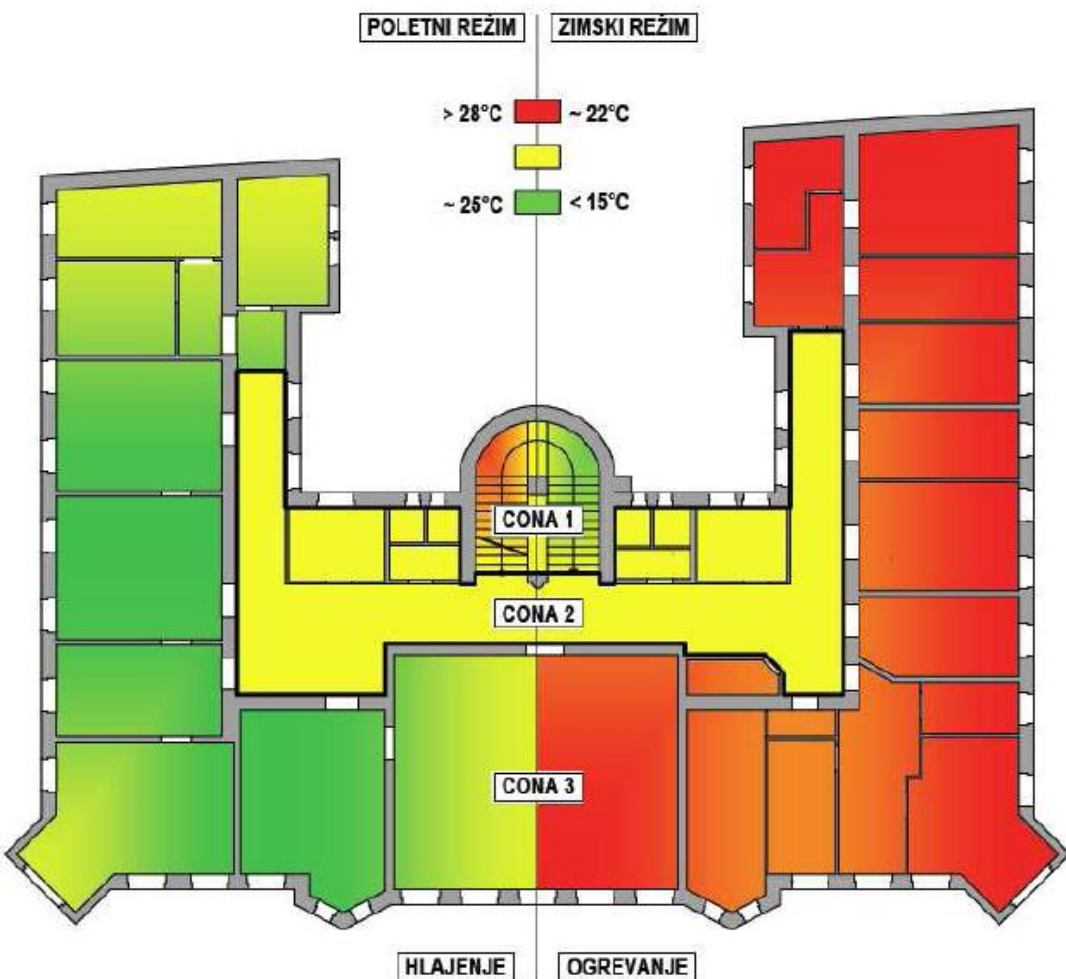 POLETNI REŽIM ZIMSKI REŽIM
> 28°C ~ 22°C
~ 25°C < 15°C
CONA 1
CONA 2
CONA 3
HLAJENJE OGREVANJE